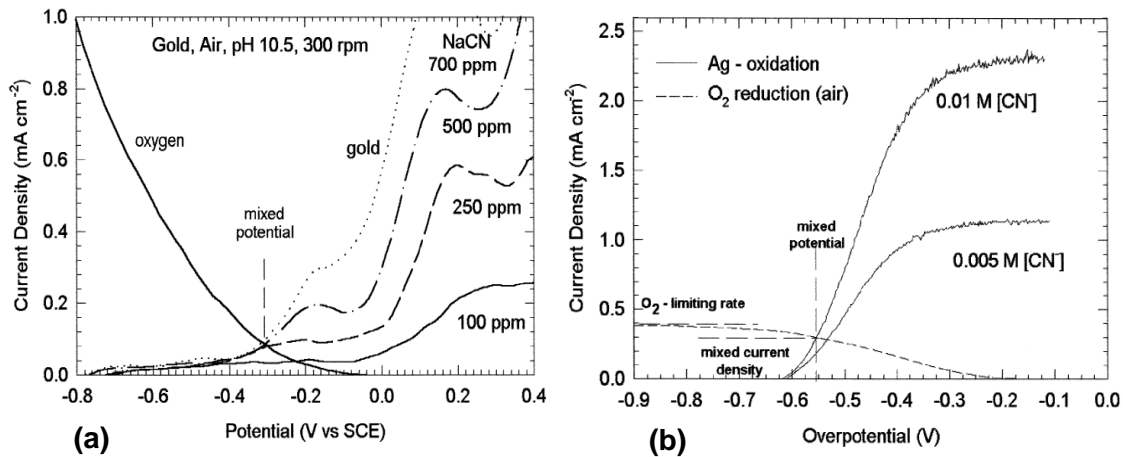 Gold, Air, pH 10.5, 300 rpm
NaCN
700 ppm
500 ppm
250 ppm
100 ppm
oxygen
gold
mixed
potential
Current Density (mA cm-2)
1.0
0.8
0.6
0.4
0.2
0.0
-0.8
-0.6
-0.4
-0.2
0.0
0.2
0.4
Potential (V vs SCE)
(a)
Ag - oxidation
O2 reduction (air)
0.01 M [CN-]
mixed
potential
0.005 M [CN-]
O2 - limiting rate
mixed current
density
Current Density (mA cm-2)
2.5
2.0
1.5
1.0
0.5
0.0
-0.9
-0.8
-0.7
-0.6
-0.5
-0.4
-0.3
-0.2
-0.1
0.0
Overpotential (V)
(b)